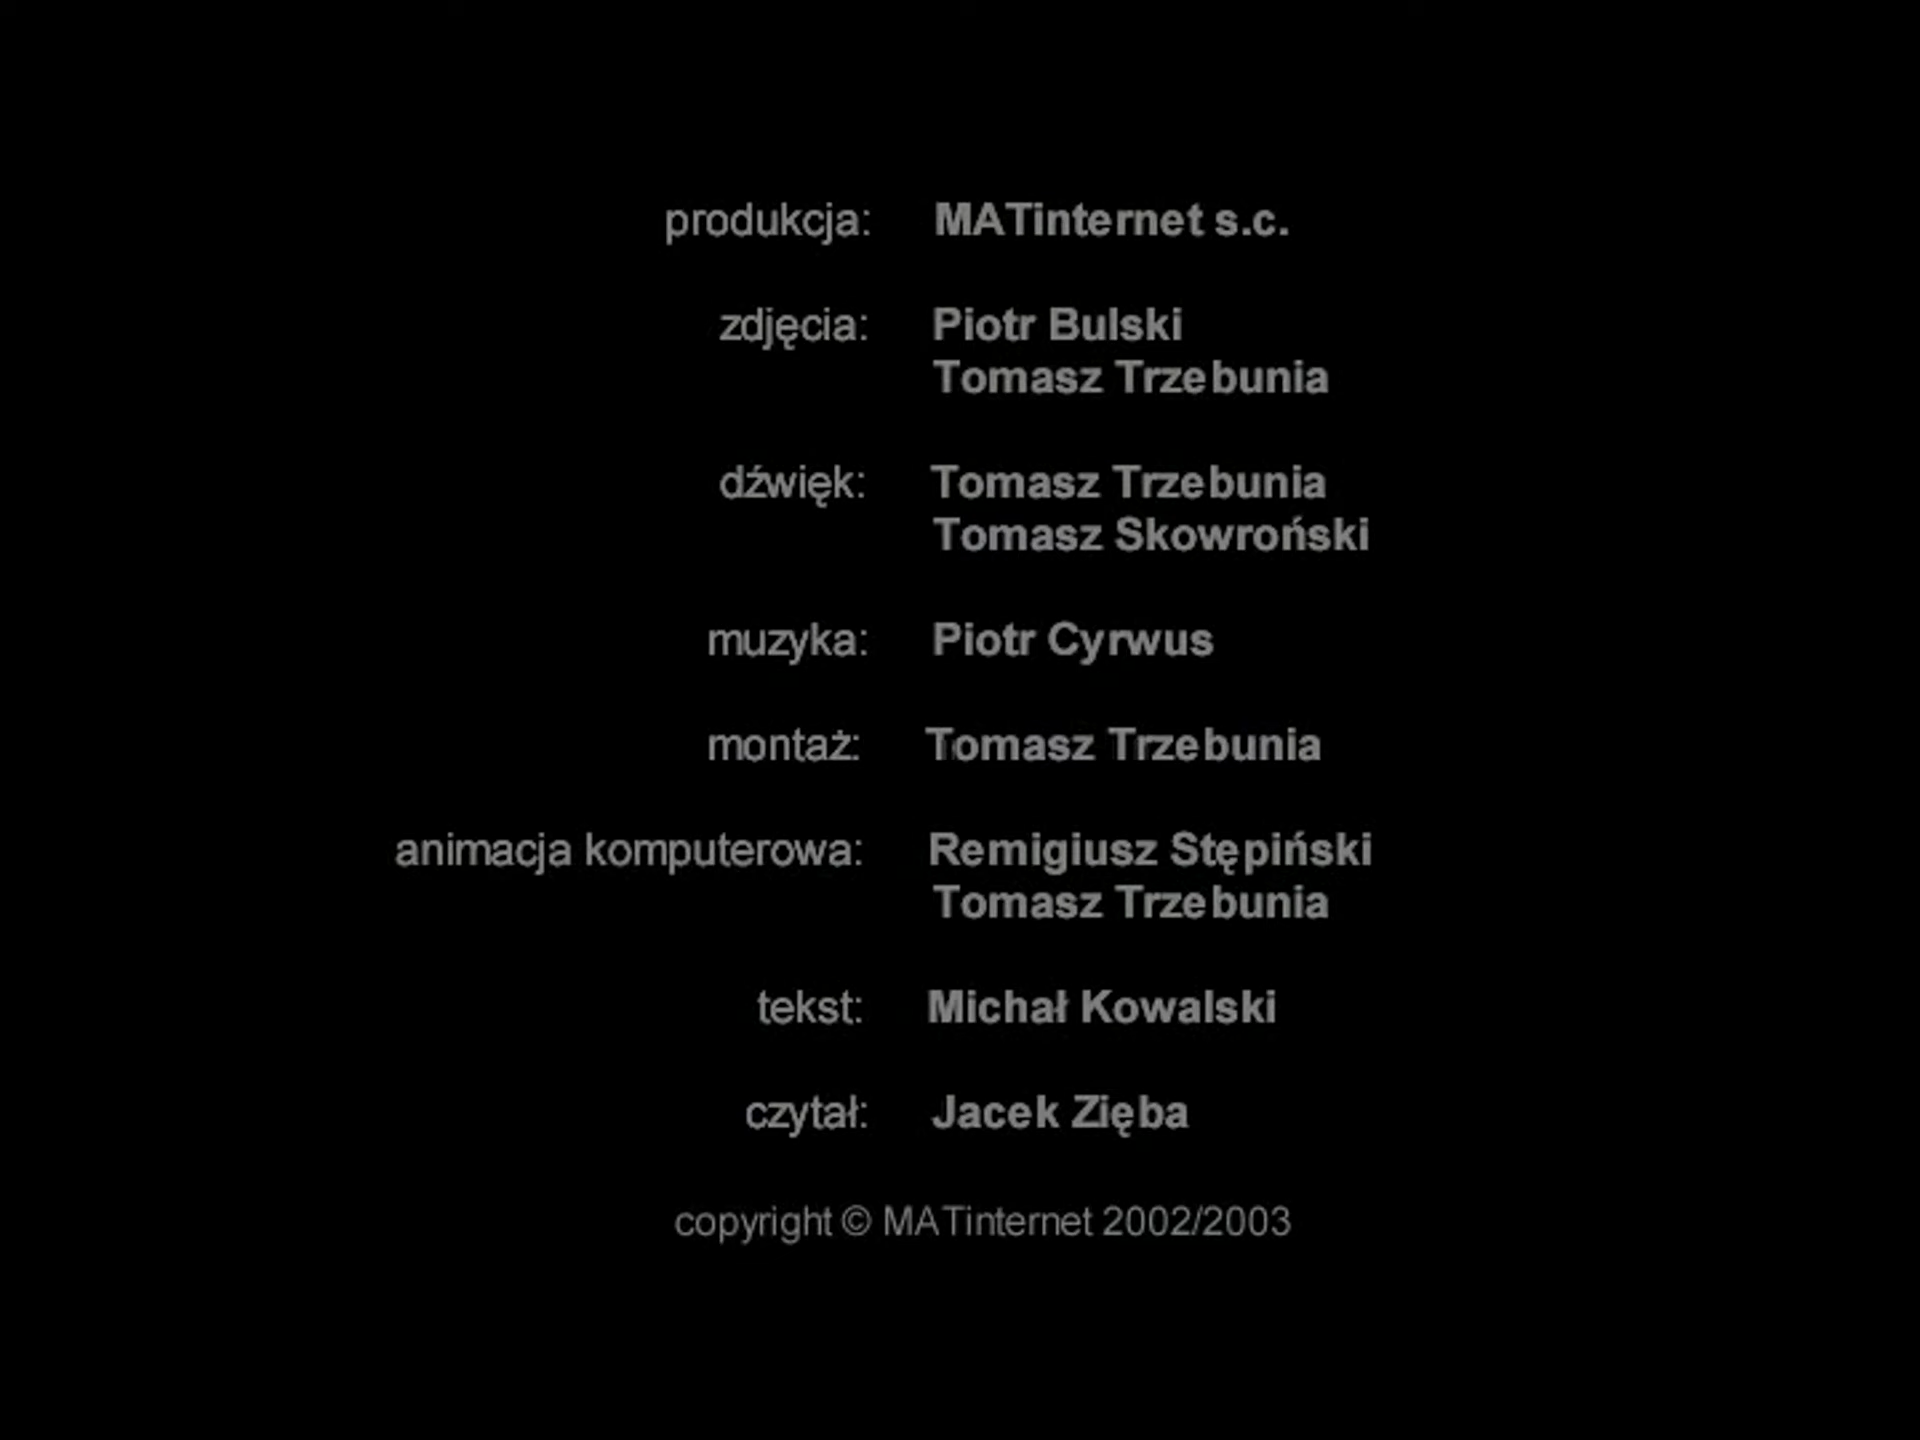 produkcja: MATinternet s.c.
zdjęcia: Piotr Bulski
Tomasz Trzebunia
dźwięk: Tomasz Trzebunia
Tomasz Skowroński
muzyka: Piotr Cyrwus
montaż: Tomasz Trzebunia
animacja komputerowa: Remigiusz Stępiński
Tomasz Trzebunia
tekst: Michał Kowalski
czytał: Jacek Zięba
copyright © MATinternet 2002/2003